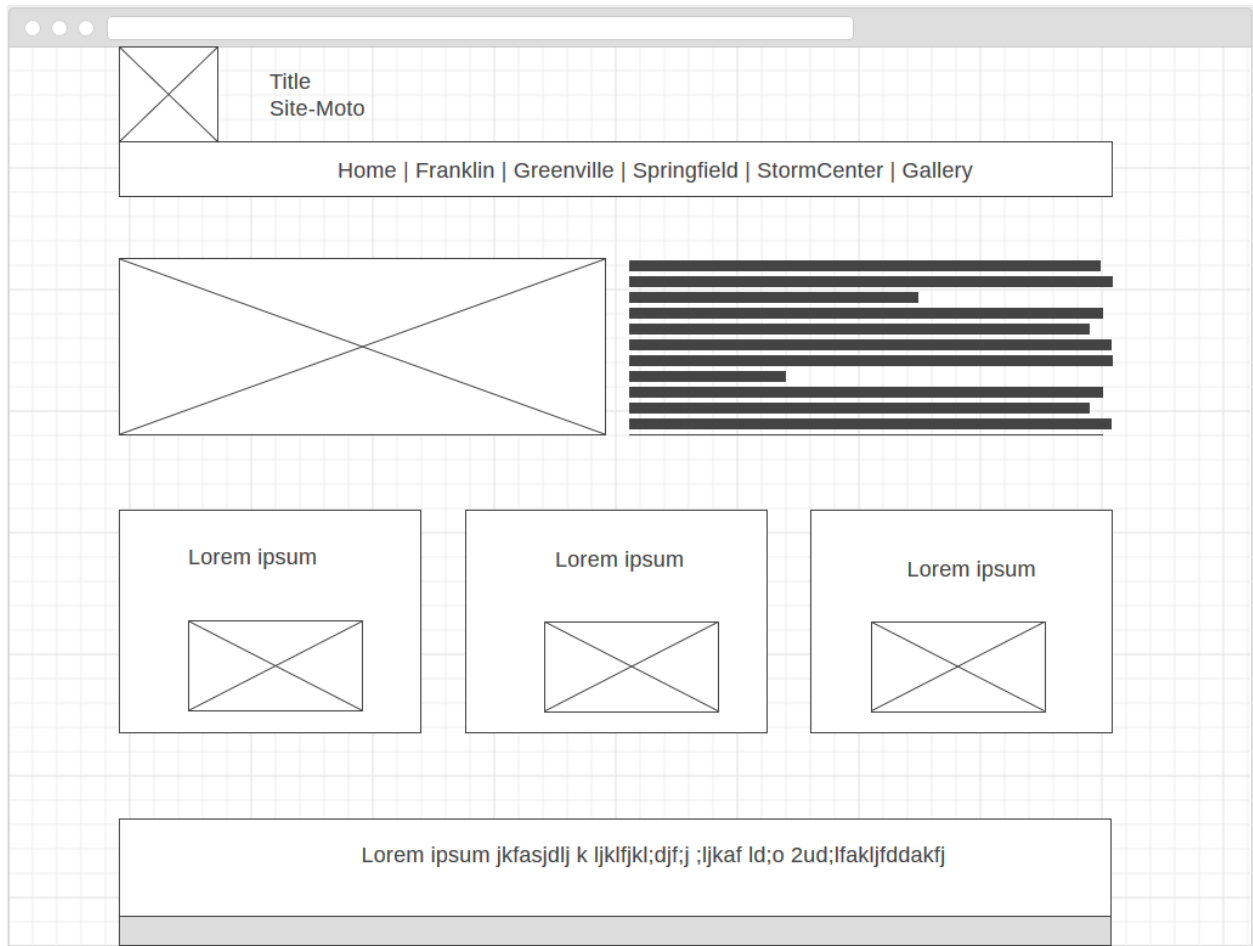 Title
Site-Moto
Home | Franklin | Greenville | Springfield | StormCenter | Gallery
Lorem ipsum
Lorem ipsum
Lorem ipsum
Lorem ipsum jkfasjdlj k ljklfjkl;djf;j ;ljkaf ld;o 2ud;lfakljfddakfj